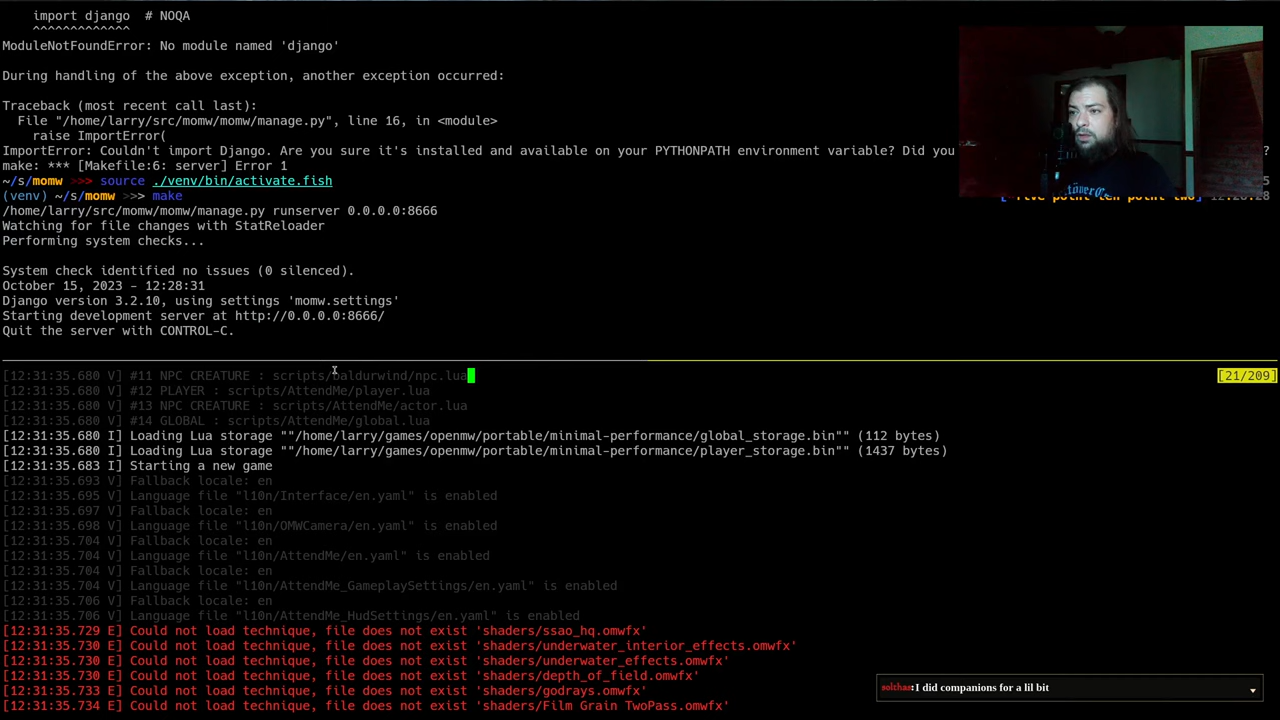 import django  # NOQA
^^^^^^^^^^^^^
ModuleNotFoundError: No module named 'django'
During handling of the above exception, another exception occurred:
Traceback (most recent call last):
File "/home/larry/src/momw/momw/manage.py", line 16, in <module>
raise ImportError(
ImportError: Couldn't import Django. Are you sure it's installed and available on your PYTHONPATH environment variable? Did you ?
make: *** [Makefile:6: server] Error 1
~/s/momw >>> source ./venv/bin/activate.fish
(venv) ~/s/momw >>> make
/home/larry/src/momw/momw/manage.py runserver 0.0.0.0:8666
Watching for file changes with StatReloader
Performing system checks...
System check identified no issues (0 silenced).
October 15, 2023 - 12:28:31
Django version 3.2.10, using settings 'momw.settings'
Starting development server at http://0.0.0.0:8666/
Quit the server with CONTROL-C.
[12:31:35.680 V] #11 NPC CREATURE : scripts/baldurwind/npc.lua
[21/209]
[12:31:35.680 V] #12 PLAYER : scripts/AttendMe/player.lua
[12:31:35.680 V] #13 NPC CREATURE : scripts/AttendMe/actor.lua
[12:31:35.680 V] #14 GLOBAL : scripts/AttendMe/global.lua
[12:31:35.680 I] Loading Lua storage ""/home/larry/games/openmw/portable/minimal-performance/global_storage.bin"" (112 bytes)
[12:31:35.680 I] Loading Lua storage ""/home/larry/games/openmw/portable/minimal-performance/player_storage.bin"" (1437 bytes)
[12:31:35.683 I] Starting a new game
[12:31:35.693 V] Fallback locale: en
[12:31:35.695 V] Language file "l10n/Interface/en.yaml" is enabled
[12:31:35.697 V] Fallback locale: en
[12:31:35.698 V] Language file "l10n/OMWCamera/en.yaml" is enabled
[12:31:35.704 V] Fallback locale: en
[12:31:35.704 V] Language file "l10n/AttendMe/en.yaml" is enabled
[12:31:35.704 V] Fallback locale: en
[12:31:35.704 V] Language file "l10n/AttendMe_GameplaySettings/en.yaml" is enabled
[12:31:35.706 V] Fallback locale: en
[12:31:35.706 V] Language file "l10n/AttendMe_HudSettings/en.yaml" is enabled
[12:31:35.729 E] Could not load technique, file does not exist 'shaders/ssao_hq.omwfx'
[12:31:35.730 E] Could not load technique, file does not exist 'shaders/underwater_interior_effects.omwfx'
[12:31:35.730 E] Could not load technique, file does not exist 'shaders/underwater_effects.omwfx'
[12:31:35.730 E] Could not load technique, file does not exist 'shaders/depth_of_field.omwfx'
[12:31:35.733 E] Could not load technique, file does not exist 'shaders/godrays.omwfx'
[12:31:35.734 E] Could not load technique, file does not exist 'shaders/Film Grain TwoPass.omwfx'
solthas: I did companions for a lil bit